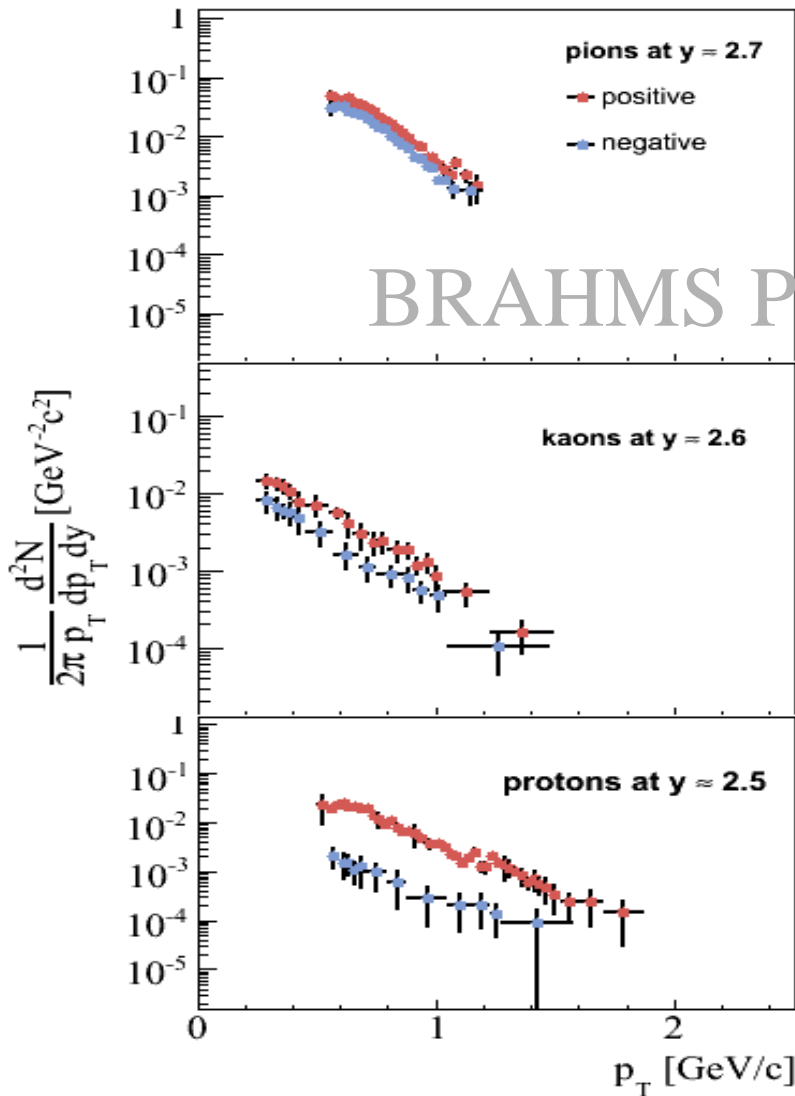 1
10⁻¹
10⁻²
10⁻³
10⁻⁴
10⁻⁵
pions at y ≈ 2.7
positive
negative
BRAHMS P
10⁻¹
10⁻²
10⁻³
10⁻⁴
kaons at y ≈ 2.6
1/2π p_T d²N/dp_T dy [GeV⁻²c²]
1
10⁻¹
10⁻²
10⁻³
10⁻⁴
10⁻⁵
protons at y ≈ 2.5
0 1 2
p_T [GeV/c]